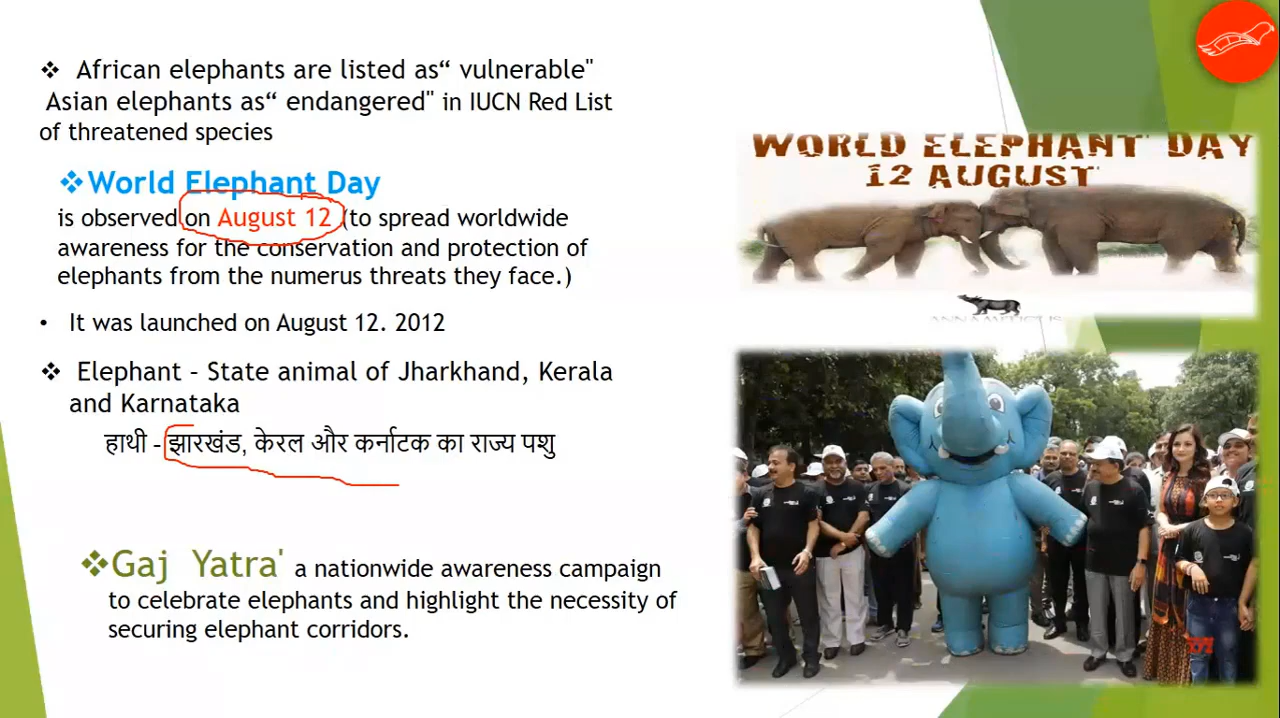 ❖ African elephants are listed as“ vulnerable"
Asian elephants as“ endangered" in IUCN Red List
of threatened species
❖World Elephant Day
is observed on August 12 (to spread worldwide
awareness for the conservation and protection of
elephants from the numerus threats they face.)
• It was launched on August 12. 2012
❖ Elephant – State animal of Jharkhand, Kerala
and Karnataka
हाथी - झारखंड, केरल और कर्नाटक का राज्य पशु
❖Gaj Yatra' a nationwide awareness campaign
to celebrate elephants and highlight the necessity of
securing elephant corridors.
WORLD ELEPHANT DAY
12 AUGUST